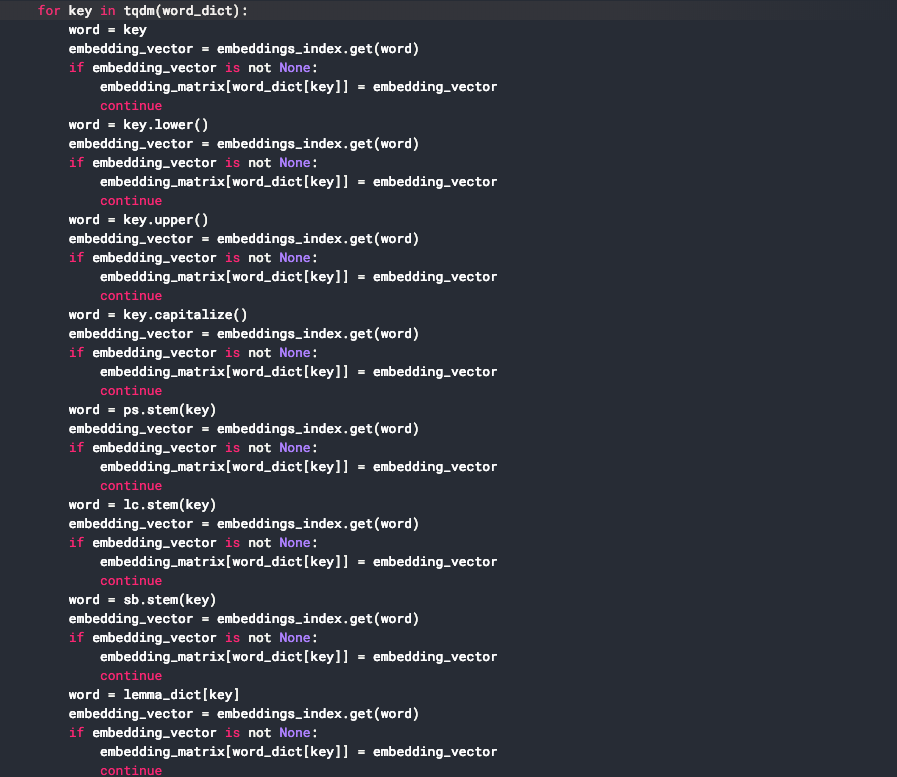 for key in tqdm(word_dict):
    word = key
    embedding_vector = embeddings_index.get(word)
    if embedding_vector is not None:
        embedding_matrix[word_dict[key]] = embedding_vector
        continue
    word = key.lower()
    embedding_vector = embeddings_index.get(word)
    if embedding_vector is not None:
        embedding_matrix[word_dict[key]] = embedding_vector
        continue
    word = key.upper()
    embedding_vector = embeddings_index.get(word)
    if embedding_vector is not None:
        embedding_matrix[word_dict[key]] = embedding_vector
        continue
    word = key.capitalize()
    embedding_vector = embeddings_index.get(word)
    if embedding_vector is not None:
        embedding_matrix[word_dict[key]] = embedding_vector
        continue
    word = ps.stem(key)
    embedding_vector = embeddings_index.get(word)
    if embedding_vector is not None:
        embedding_matrix[word_dict[key]] = embedding_vector
        continue
    word = lc.stem(key)
    embedding_vector = embeddings_index.get(word)
    if embedding_vector is not None:
        embedding_matrix[word_dict[key]] = embedding_vector
        continue
    word = sb.stem(key)
    embedding_vector = embeddings_index.get(word)
    if embedding_vector is not None:
        embedding_matrix[word_dict[key]] = embedding_vector
        continue
    word = lemma_dict[key]
    embedding_vector = embeddings_index.get(word)
    if embedding_vector is not None:
        embedding_matrix[word_dict[key]] = embedding_vector
        continue